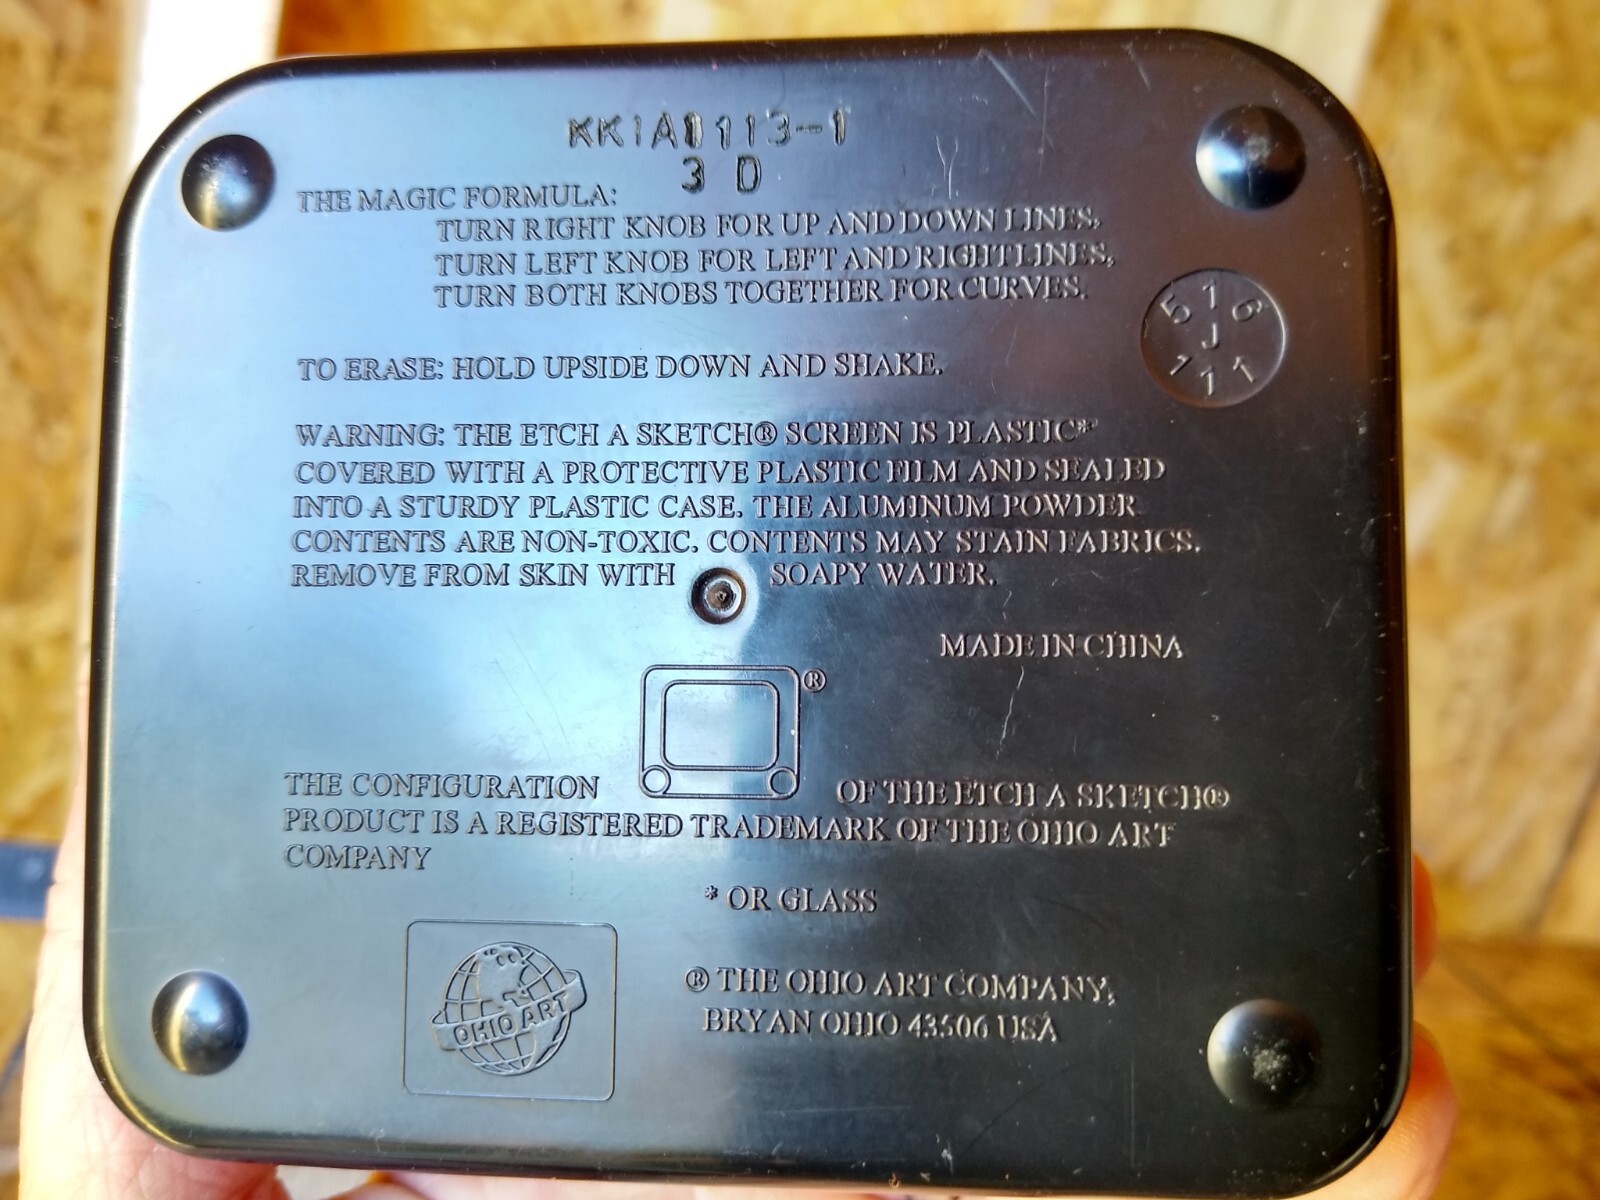 KK1A1113-1
3 D
THE MAGIC FORMULA:
TURN RIGHT KNOB FOR UP AND DOWN LINES,
TURN LEFT KNOB FOR LEFT AND RIGHT LINES,
TURN BOTH KNOBS TOGETHER FOR CURVES.
5 1 6
J
1 1 1
TO ERASE: HOLD UPSIDE DOWN AND SHAKE.
WARNING: THE ETCH A SKETCH® SCREEN IS PLASTIC*
COVERED WITH A PROTECTIVE PLASTIC FILM AND SEALED
INTO A STURDY PLASTIC CASE. THE ALUMINUM POWDER
CONTENTS ARE NON-TOXIC. CONTENTS MAY STAIN FABRICS.
REMOVE FROM SKIN WITH SOAPY WATER.
MADE IN CHINA
®
THE CONFIGURATION OF THE ETCH A SKETCH®
PRODUCT IS A REGISTERED TRADEMARK OF THE OHIO ART
COMPANY
* OR GLASS
OHIO ART
® THE OHIO ART COMPANY,
BRYAN OHIO 43506 USA